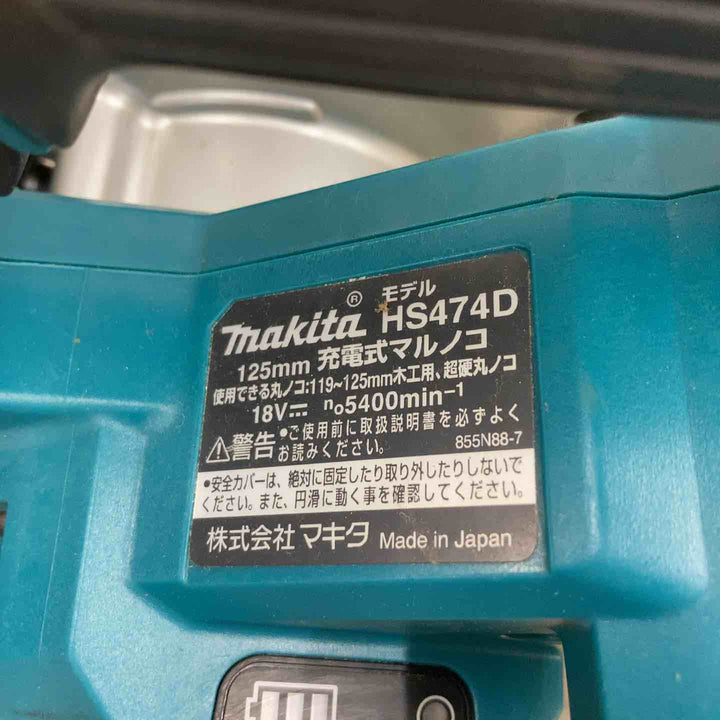 モデル
makita® HS474D
125mm 充電式マルノコ
使用できる丸ノコ:119~125mm木工用、超硬丸ノコ
18V⎓ n₀5400min⁻¹
⚠警告 •ご使用前に取扱説明書を必ずよく
お読みください。 855N88-7
•安全カバーは、絶対に固定したり取り外したりしないで
ください。また、円滑に動く事を確認してください。
株式会社 マキタ Made in Japan